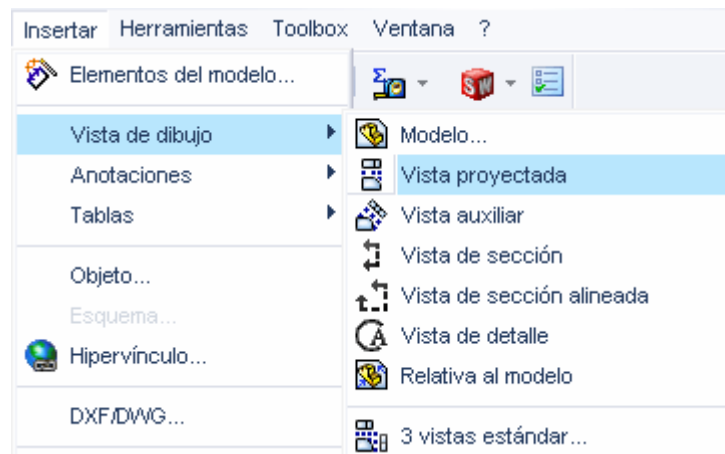 Insertar Herramientas Toolbox Ventana ?
Elementos del modelo...
Vista de dibujo
Anotaciones
Tablas
Objeto...
Esquema...
Hipervínculo...
DXF/DWG...
Modelo...
Vista proyectada
Vista auxiliar
Vista de sección
Vista de sección alineada
Vista de detalle
Relativa al modelo
3 vistas estándar...